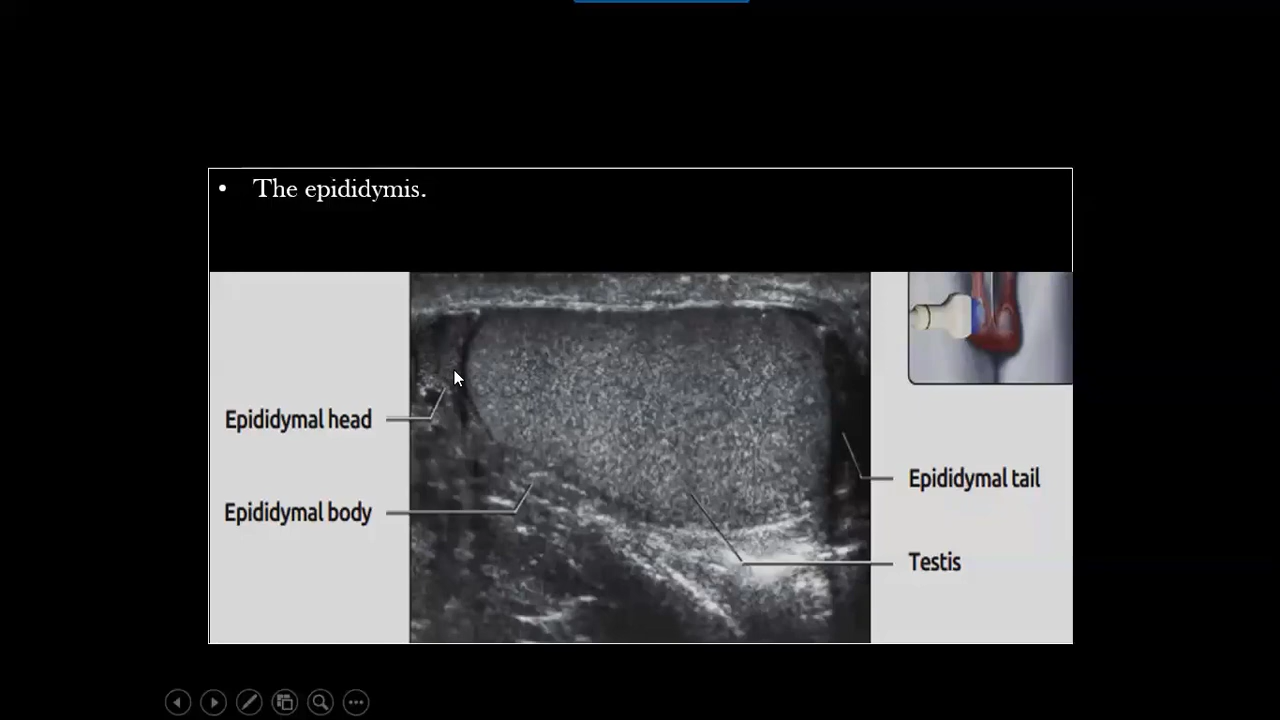 • The epididymis.
Epididymal head
Epididymal body
Epididymal tail
Testis